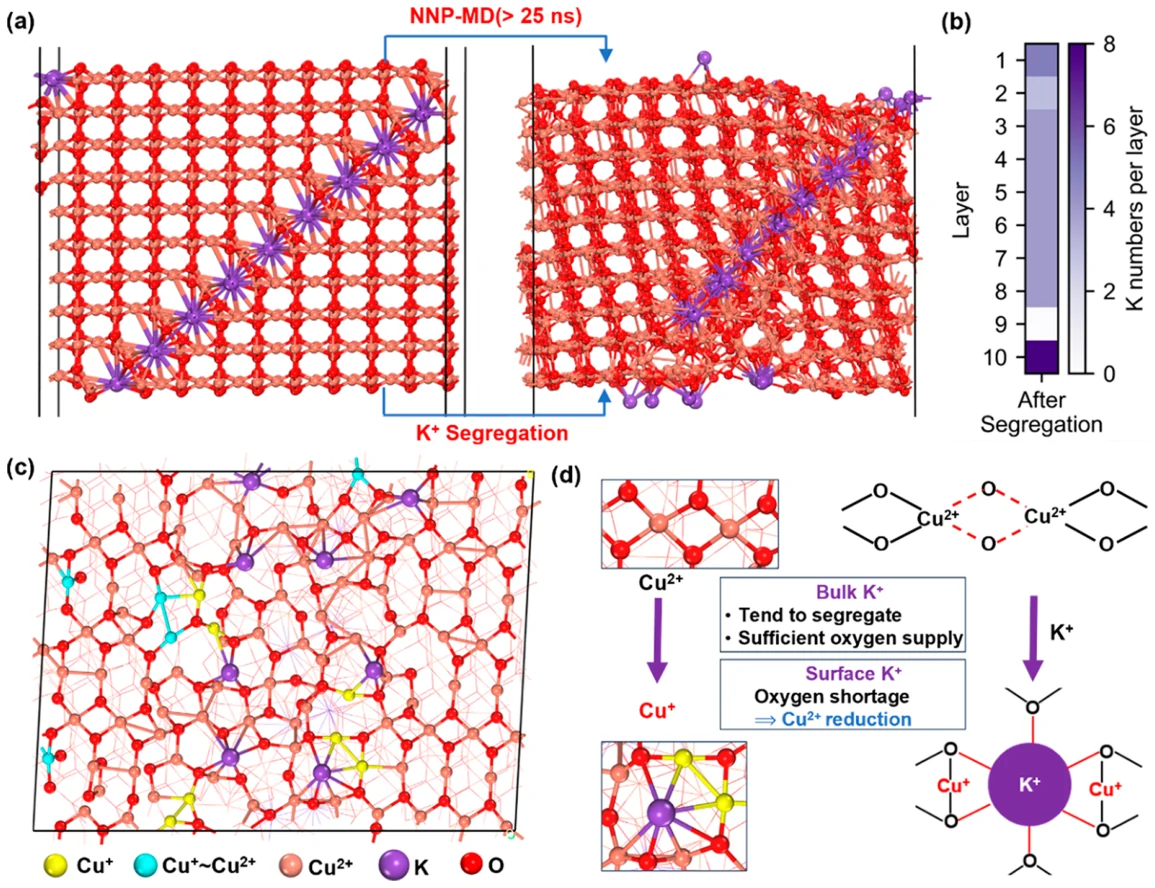 (a)
NNP-MD(> 25 ns)
K⁺ Segregation
(b)
Layer
1
2
3
4
5
6
7
8
9
10
After
Segregation
8
6
4
2
0
K numbers per layer
(c)
Cu⁺
Cu⁺~Cu²⁺
Cu²⁺
K
O
(d)
Cu²⁺
Cu⁺
Bulk K⁺
• Tend to segregate
• Sufficient oxygen supply
Surface K⁺
Oxygen shortage
⇒ Cu²⁺ reduction
O O O
Cu²⁺ Cu²⁺
O O O
K⁺
O
O O
Cu⁺ K⁺ Cu⁺
O O
O